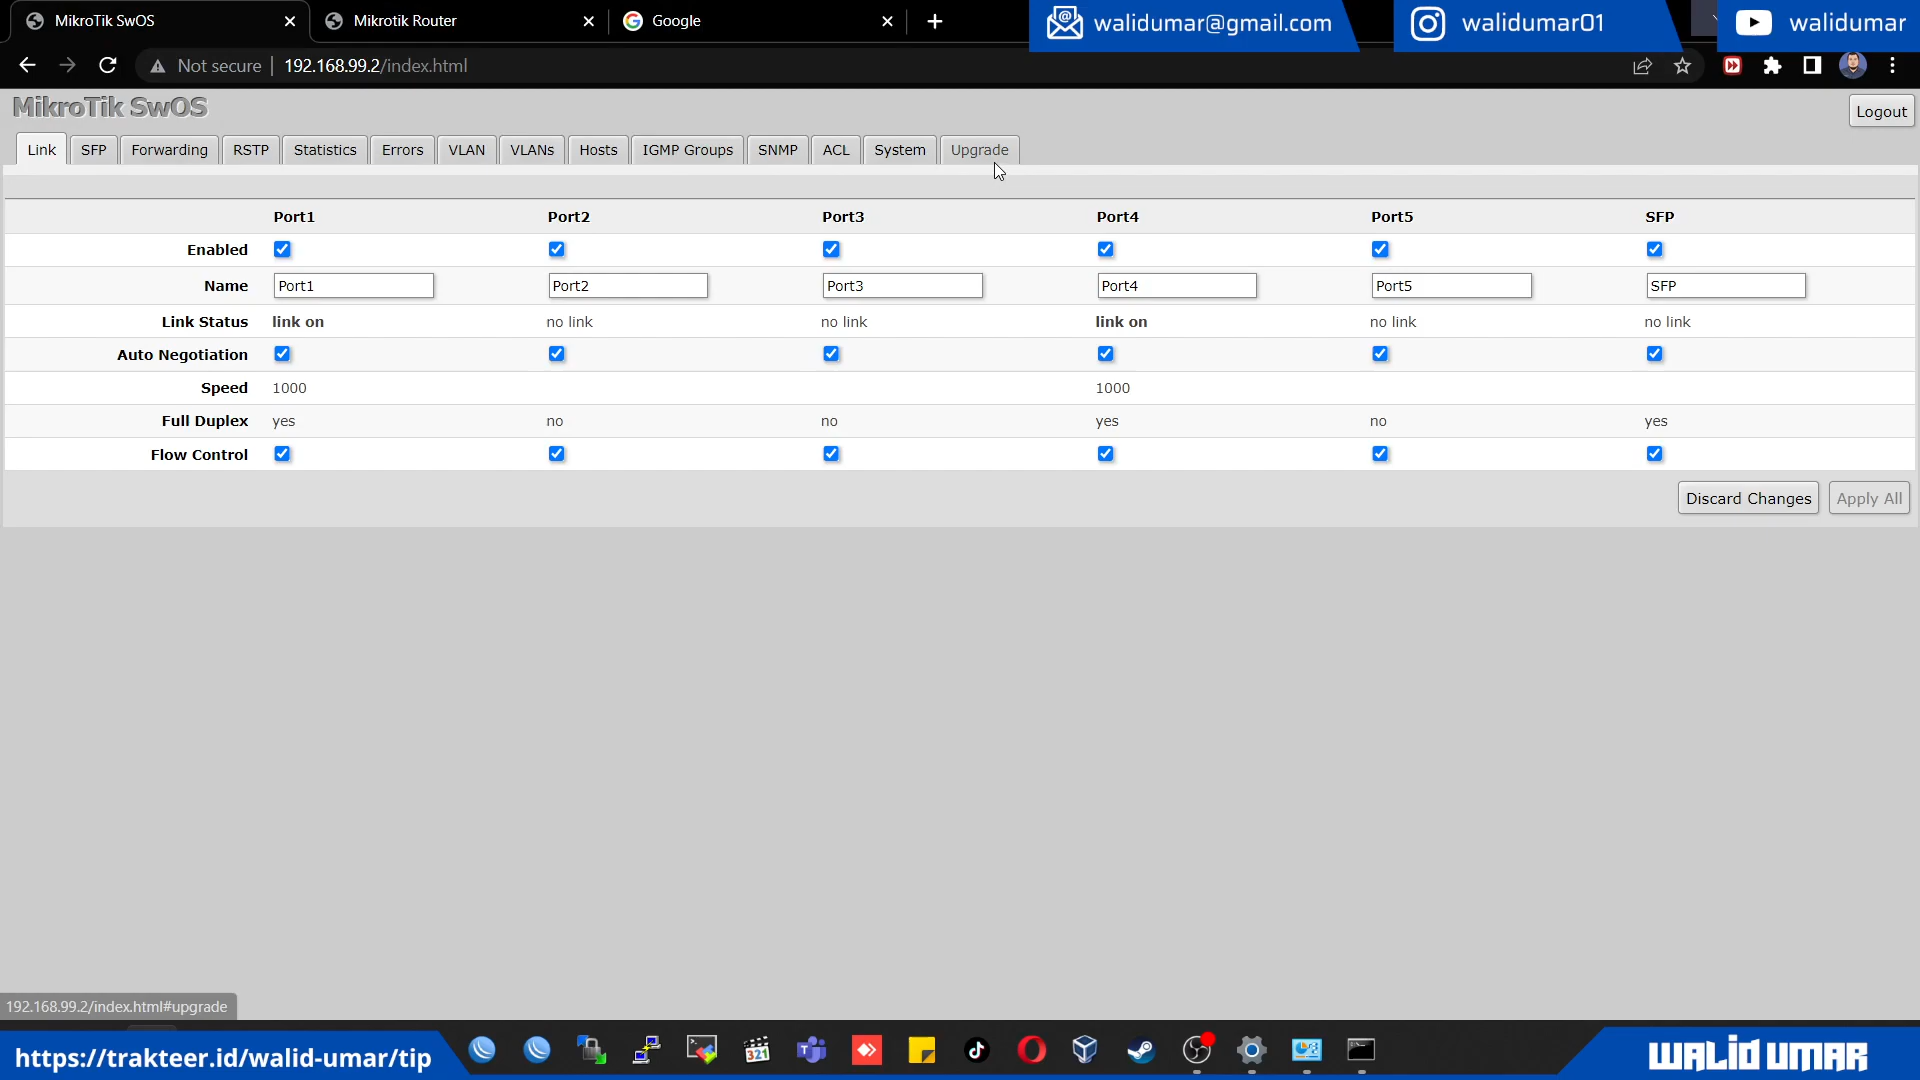 MikroTik SwOS
Mikrotik Router
Google
walidumar@gmail.com
walidumar01
walidumar
Not secure
192.168.99.2/index.html
MikroTik SwOS
Logout
Link SFP Forwarding RSTP Statistics Errors VLAN VLANs Hosts IGMP Groups SNMP ACL System Upgrade
Port1 Port2 Port3 Port4 Port5 SFP
Enabled
Name Port1 Port2 Port3 Port4 Port5 SFP
Link Status link on no link no link link on no link no link
Auto Negotiation
Speed 1000 1000
Full Duplex yes no no yes no yes
Flow Control
Discard Changes Apply All
192.168.99.2/index.html#upgrade
https://trakteer.id/walid-umar/tip
321
WALID UMAR